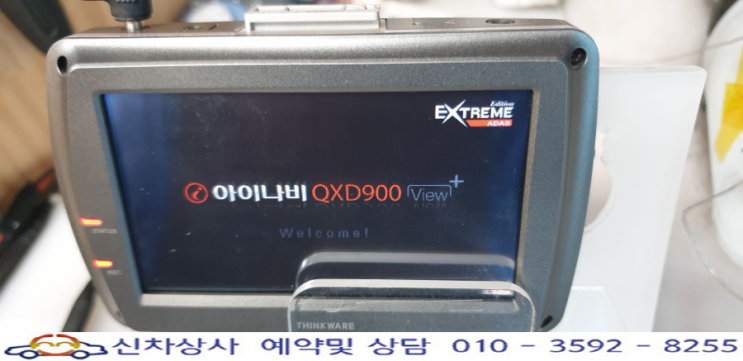 Edition
EXTREME
ADAS
아이나비 QXD900 View+
Welcome!
STATUS
REC
THINKWARE
신차상사 예약및 상담 010 - 3592 - 8255